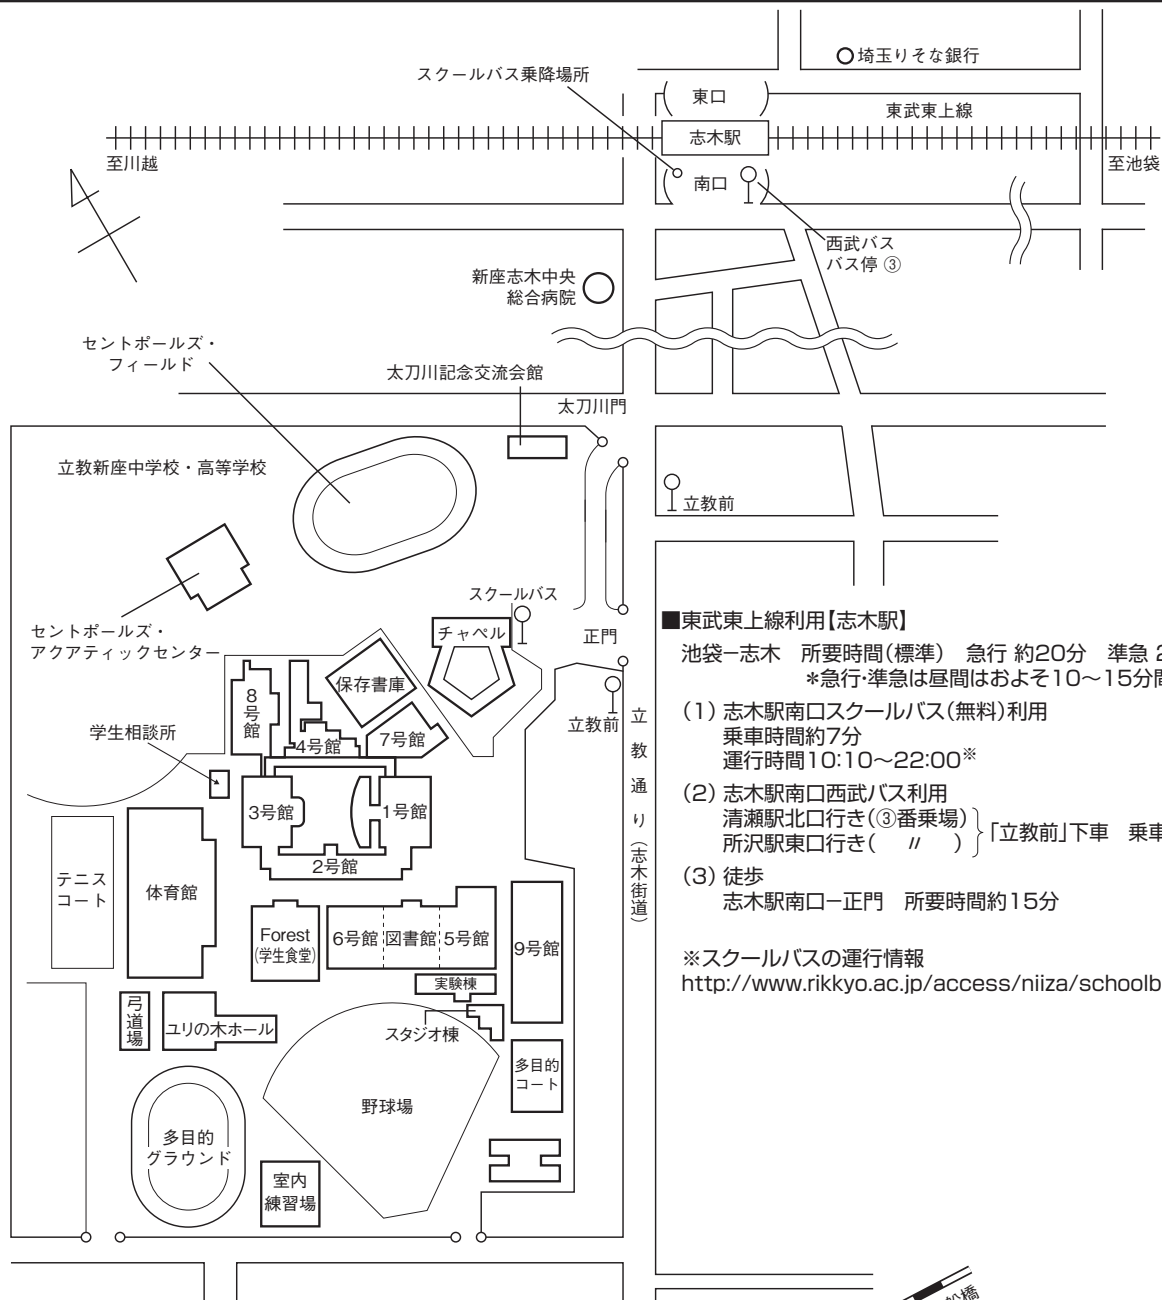 埼玉りそな銀行
スクールバス乗降場所
東口
東武東上線
志木駅
至川越
至池袋
南口
西武バス
バス停 ③
新座志木中央
総合病院
セントポールズ・
フィールド
太刀川記念交流会館
太刀川門
立教新座中学校・高等学校
立教前
スクールバス
セントポールズ・
アクアティックセンター
チャペル
正門
保存書庫
8号館
立教前
学生相談所
4号館
7号館
立教通り(志木街道)
3号館
1号館
2号館
テニス
コート
体育館
Forest
(学生食堂)
6号館
図書館
5号館
9号館
実験棟
弓道場
ユリの木ホール
スタジオ棟
多目的
コート
野球場
多目的
グラウンド
室内
練習場
■東武東上線利用【志木駅】
池袋−志木 所要時間(標準) 急行 約20分 準急
*急行・準急は昼間はおよそ10〜15分間
(1) 志木駅南口スクールバス(無料)利用
乗車時間約7分
運行時間10:10〜22:00※
(2) 志木駅南口西武バス利用
清瀬駅北口行き(③番乗場)
所沢駅東口行き( 〃 )
「立教前」下車 乗車
(3) 徒歩
志木駅南口−正門 所要時間約15分
※スクールバスの運行情報
http://www.rikkyo.ac.jp/access/niiza/schoolb